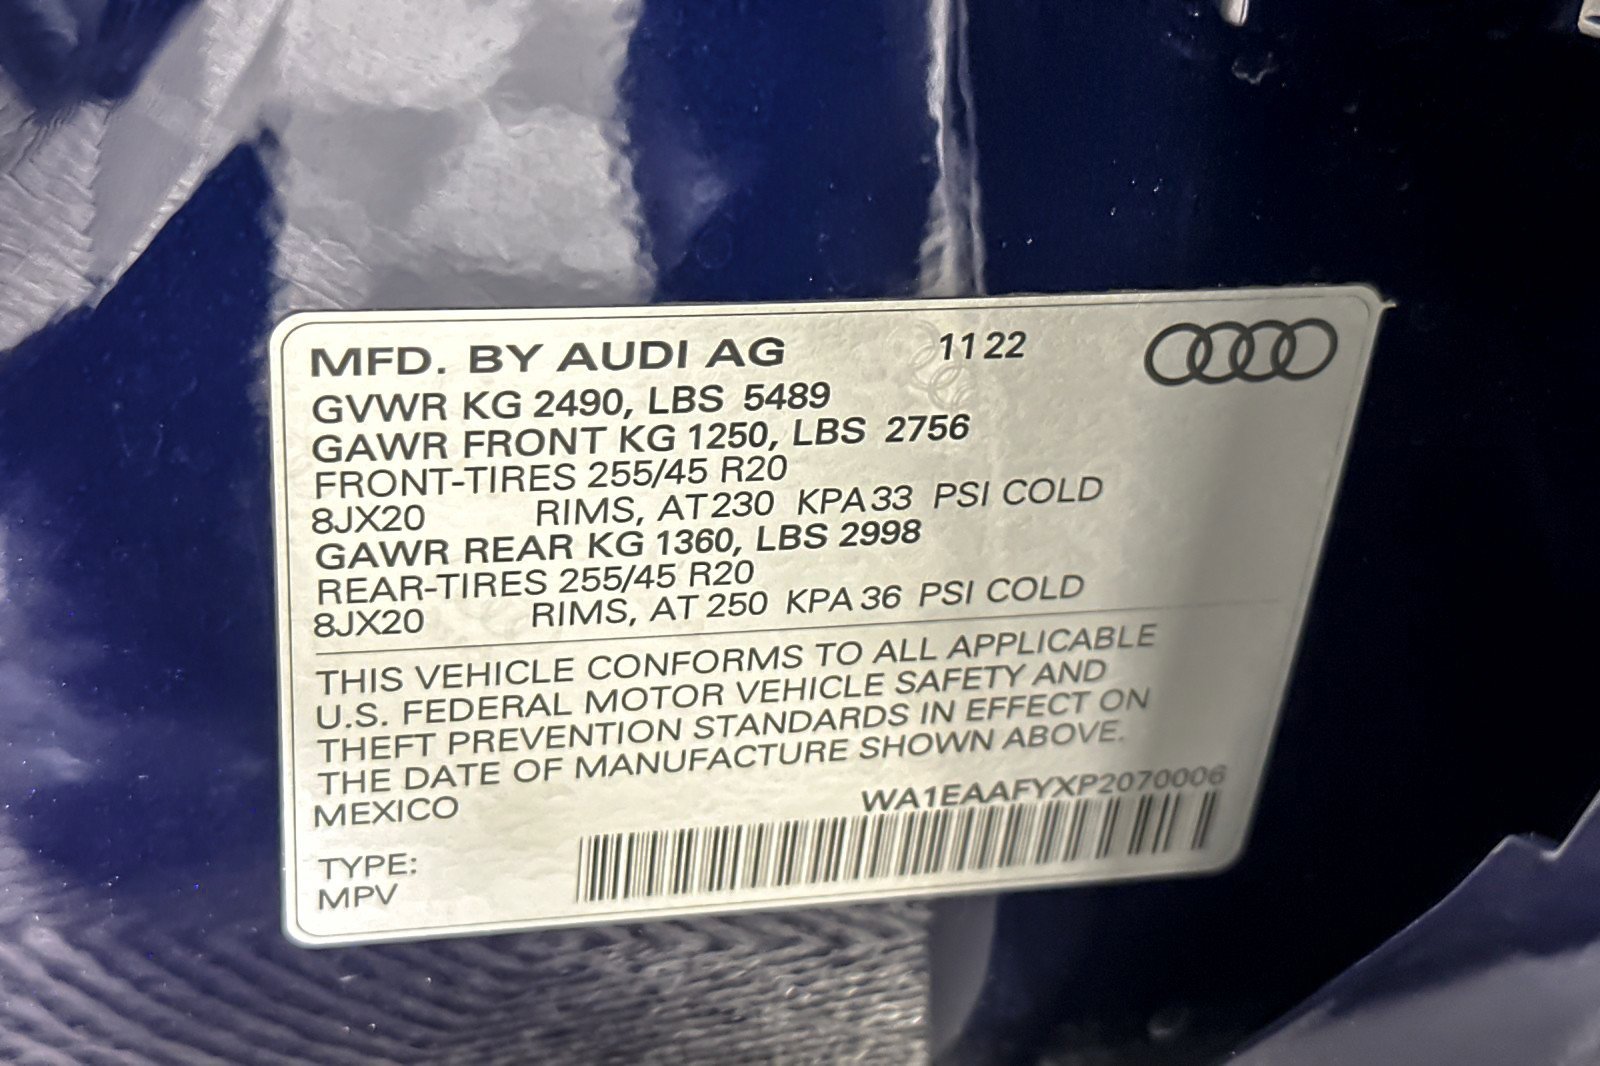 MFD. BY AUDI AG 11 22
GVWR KG 2490, LBS 5489
GAWR FRONT KG 1250, LBS 2756
FRONT-TIRES 255/45 R20
8JX20 RIMS, AT 230 KPA 33 PSI COLD
GAWR REAR KG 1360, LBS 2998
REAR-TIRES 255/45 R20
8JX20 RIMS, AT 250 KPA 36 PSI COLD
THIS VEHICLE CONFORMS TO ALL APPLICABLE
U.S. FEDERAL MOTOR VEHICLE SAFETY AND
THEFT PREVENTION STANDARDS IN EFFECT ON
THE DATE OF MANUFACTURE SHOWN ABOVE.
MEXICO WA1EAAFYXP2070006
TYPE:
MPV